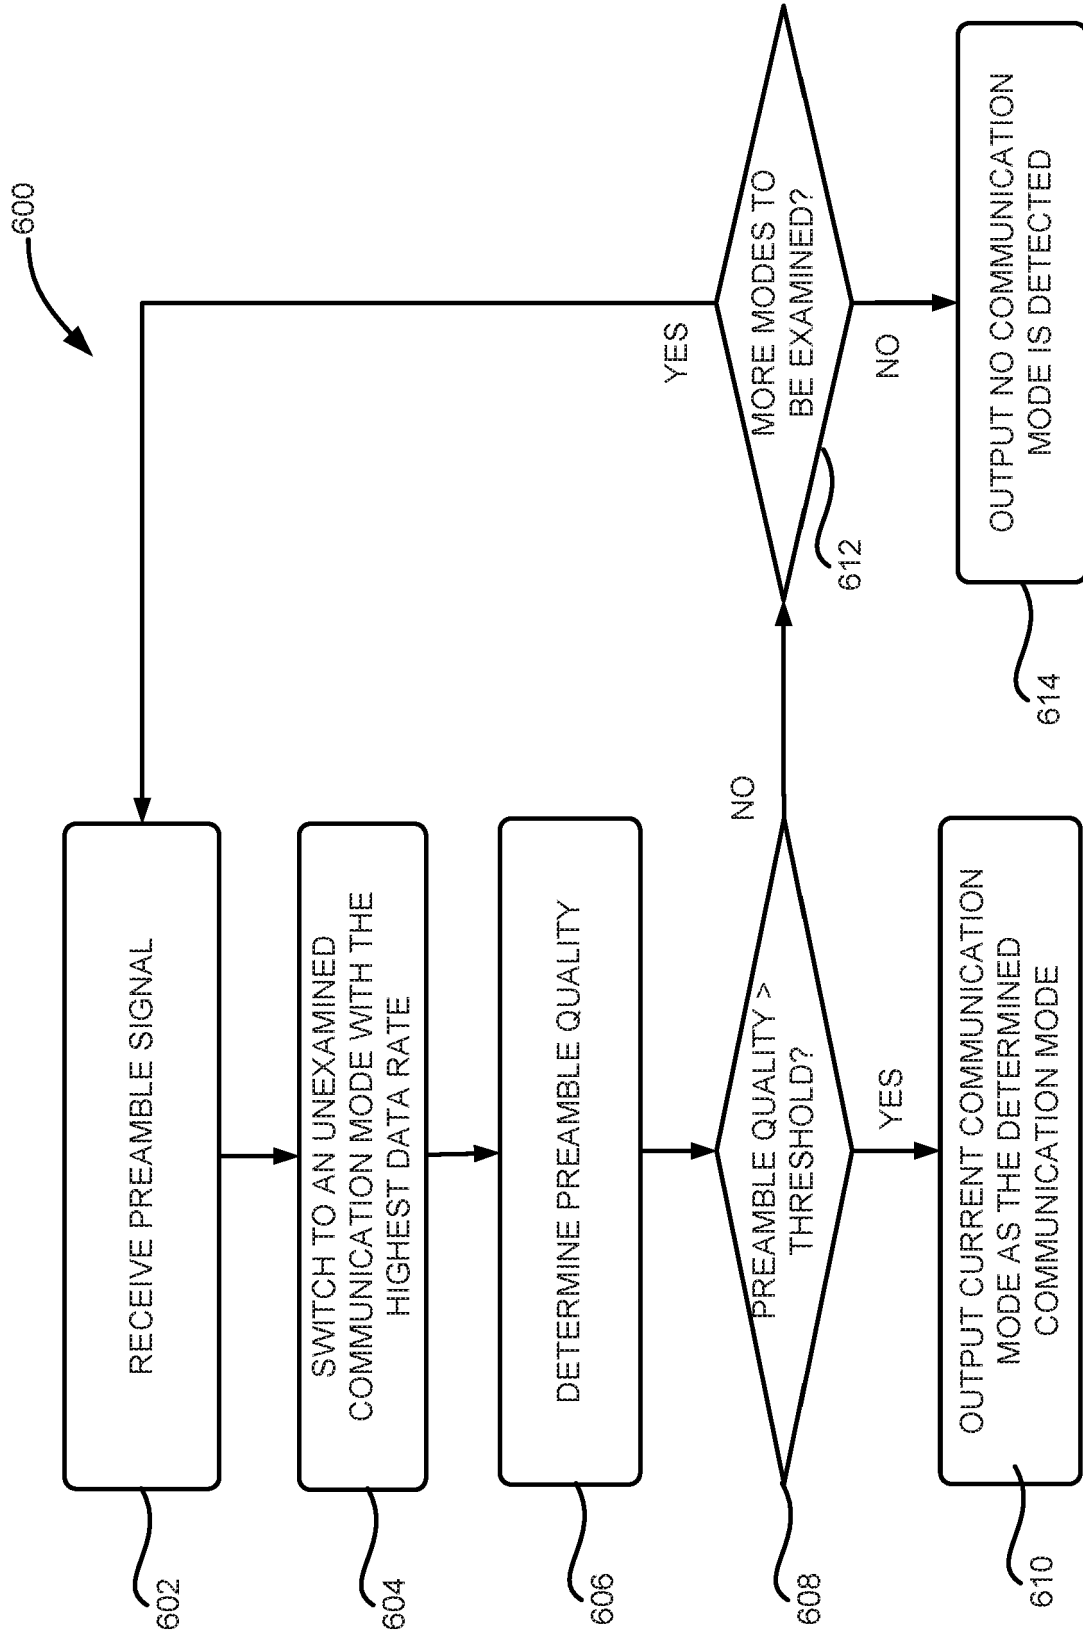 600
RECEIVE PREAMBLE SIGNAL
602
SWITCH TO AN UNEXAMINED
COMMUNICATION MODE WITH THE
HIGHEST DATA RATE
604
DETERMINE PREAMBLE QUALITY
606
PREAMBLE QUALITY >
THRESHOLD?
608
NO
YES
OUTPUT CURRENT COMMUNICATION
MODE AS THE DETERMINED
COMMUNICATION MODE
610
MORE MODES TO
BE EXAMINED?
612
YES
NO
OUTPUT NO COMMUNICATION
MODE IS DETECTED
614